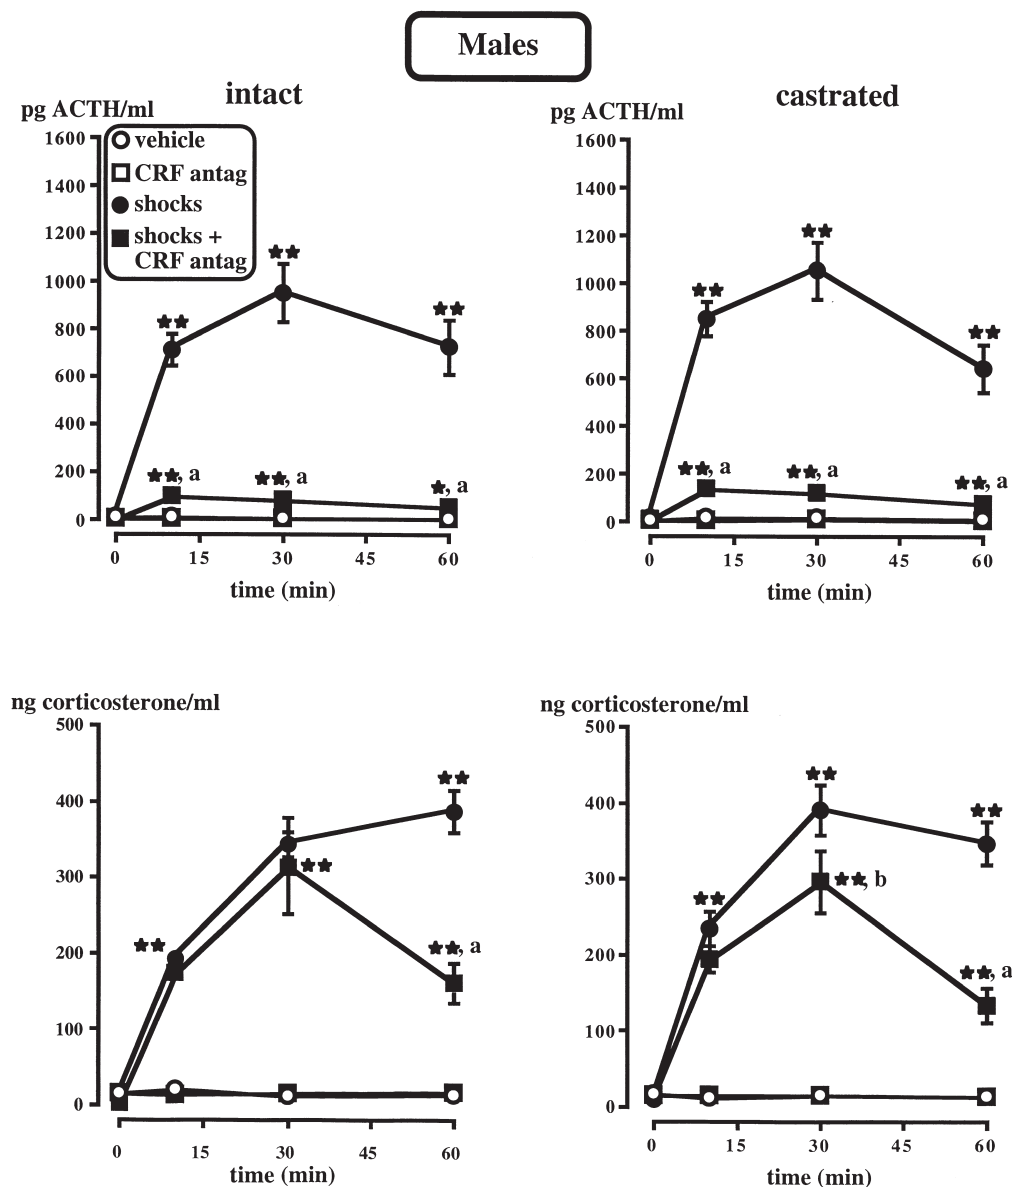 Males
intact
castrated
pg ACTH/ml
pg ACTH/ml
1600
1400
1200
1000
800
600
400
200
0
vehicle
CRF antag
shocks
shocks +
CRF antag
★★
★★
★★
★★, a
★★, a
★, a
0 15 30 45 60
time (min)
1600
1400
1200
1000
800
600
400
200
0
★★
★★
★★
★★, a
★★, a
★★, a
0 15 30 45 60
time (min)
ng corticosterone/ml
500
400
300
200
100
0
★★
★★
★★
★★, a
0 15 30 45 60
time (min)
ng corticosterone/ml
500
400
300
200
100
0
★★
★★
★★
★★, b
★★, a
0 15 30 45 60
time (min)